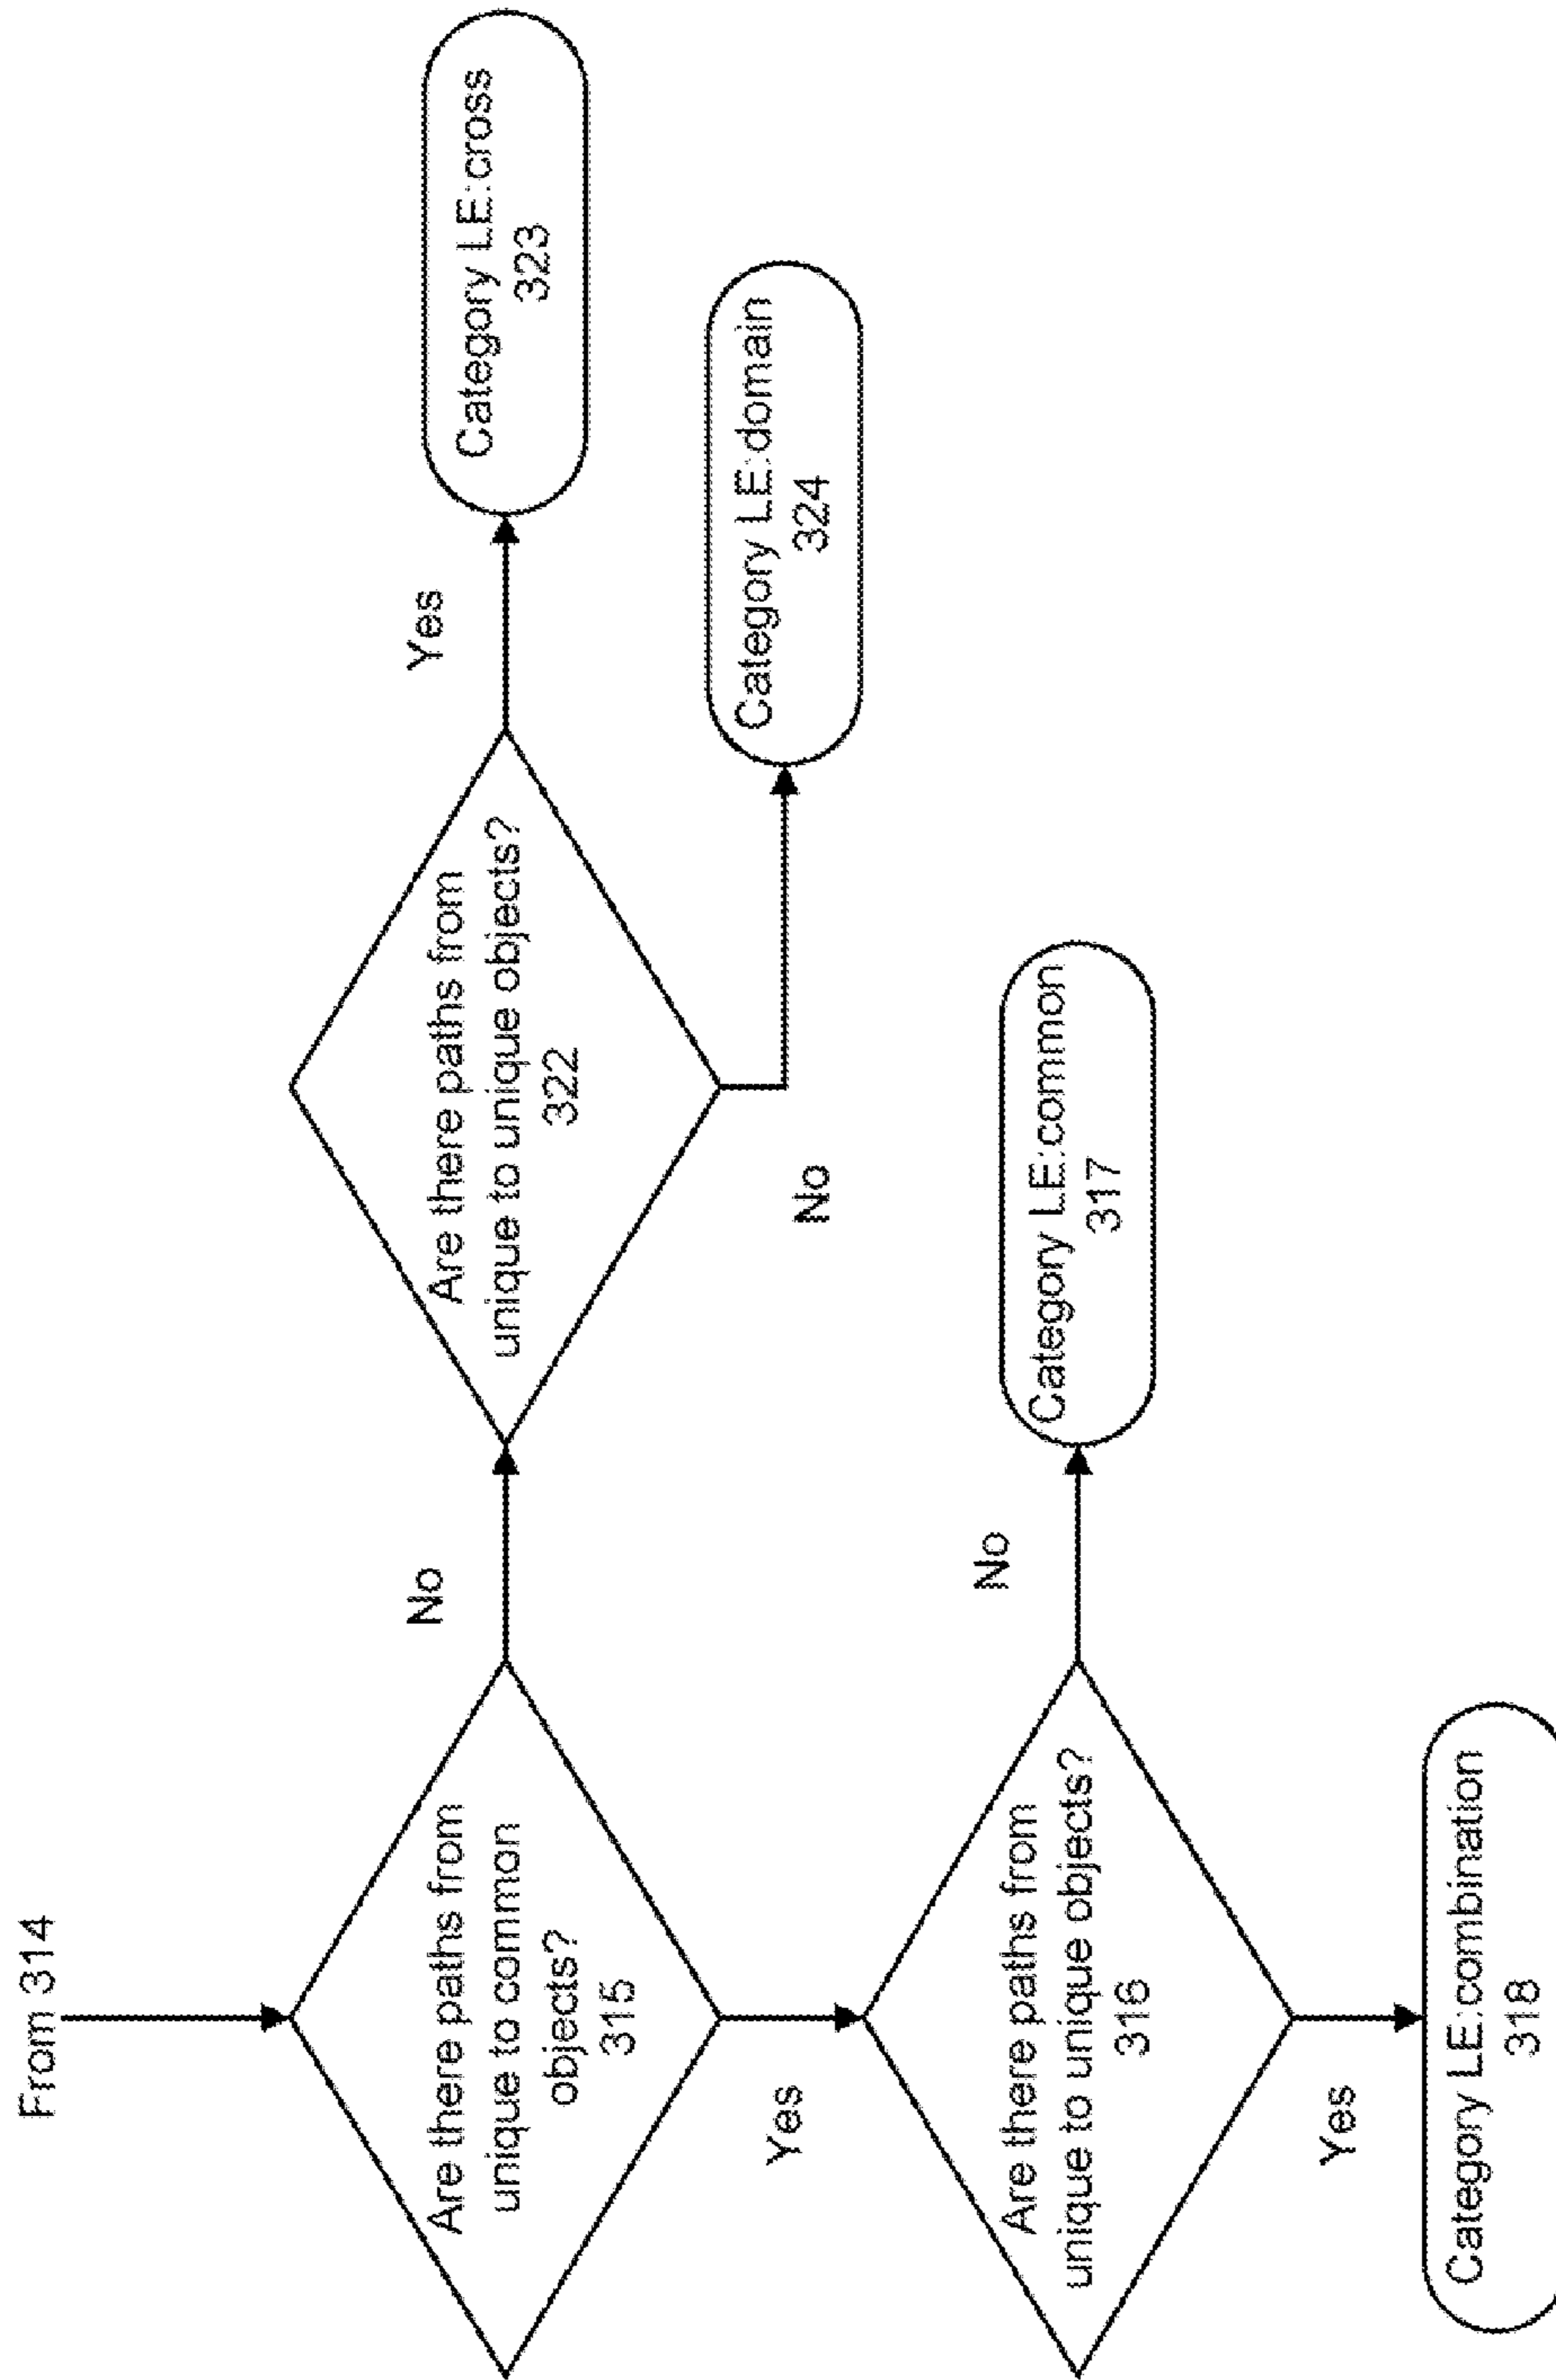 From 314
Are there paths from
unique to common
objects?
315
No
Are there paths from
unique to unique objects?
322
Yes
Category LE:cross
323
No
Category LE:domain
324
Yes
Are there paths from
unique to unique objects?
316
No
Category LE:common
317
Yes
Category LE:combination
318